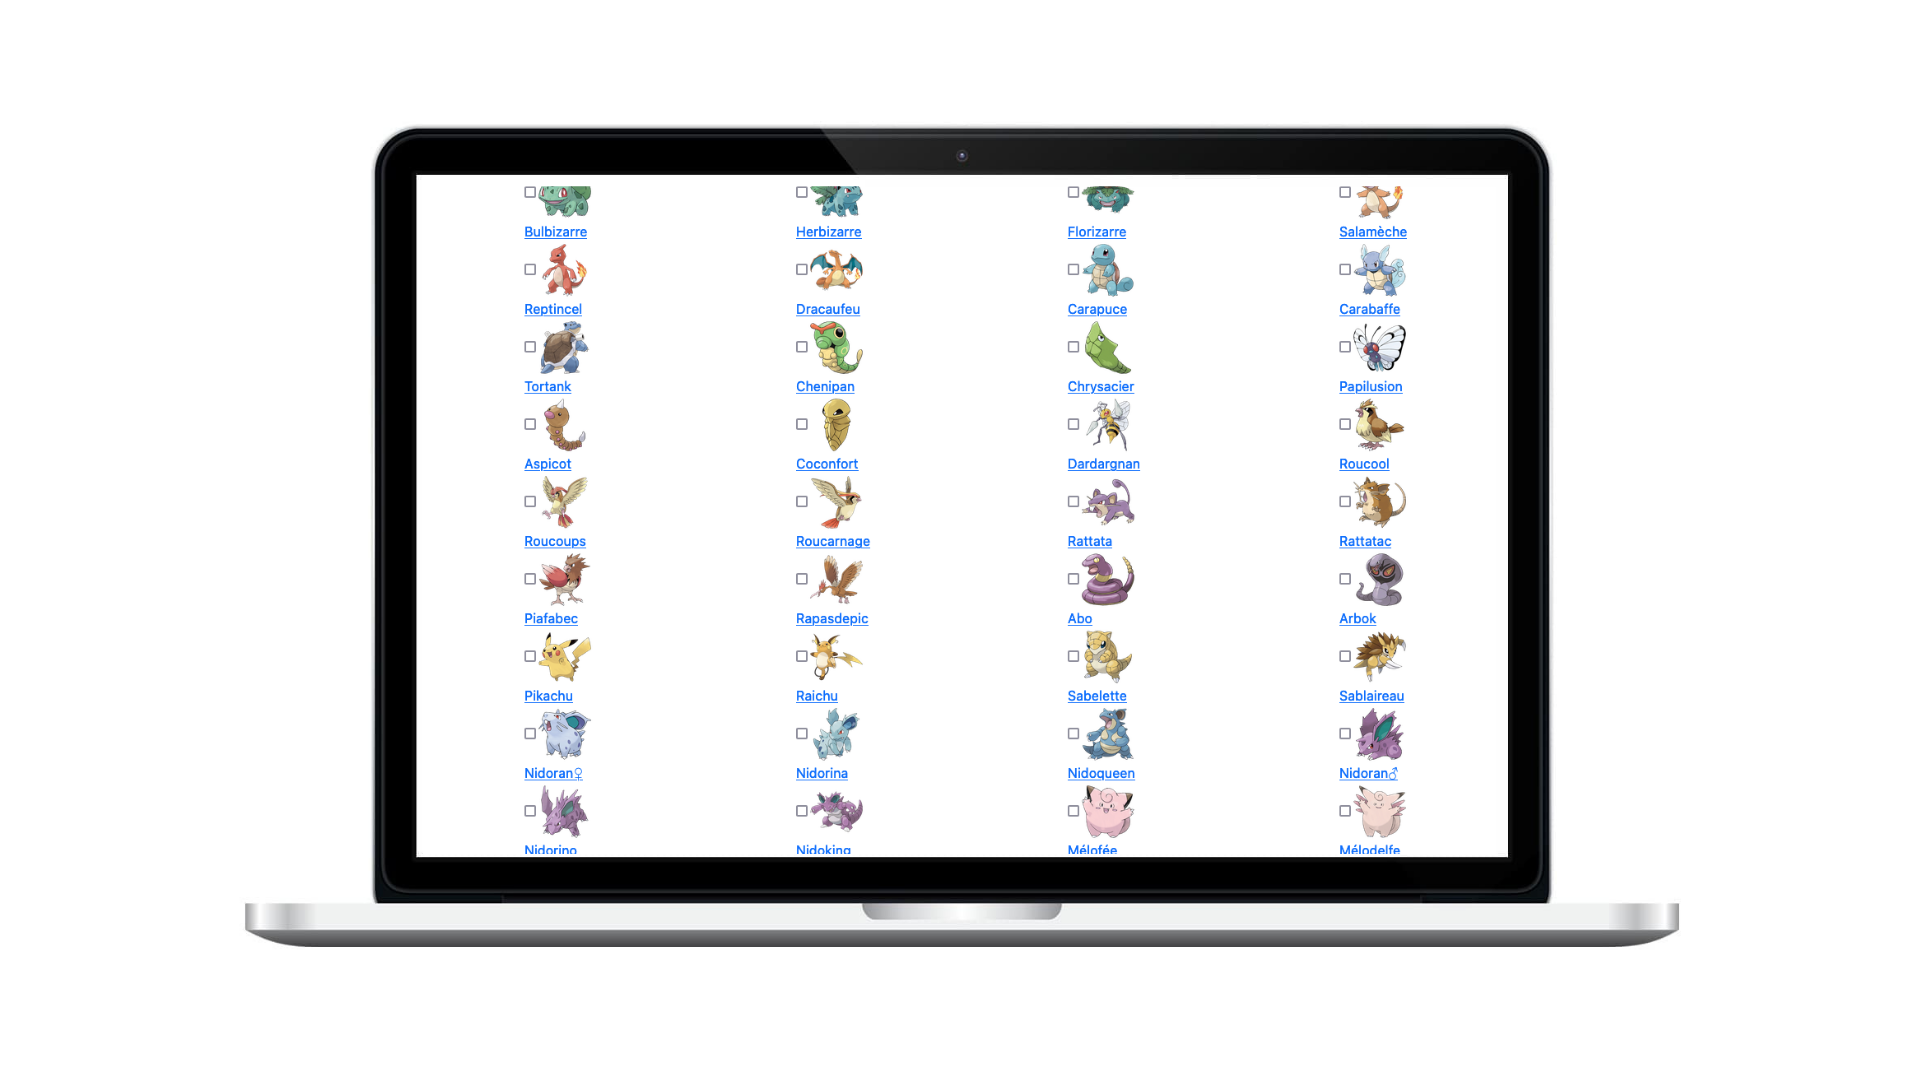 Bulbizarre Herbizarre Florizarre Salamèche
Reptincel Dracaufeu Carapuce Carabaffe
Tortank Chenipan Chrysacier Papilusion
Aspicot Coconfort Dardargnan Roucool
Roucoups Roucarnage Rattata Rattatac
Piafabec Rapasdepic Abo Arbok
Pikachu Raichu Sabelette Sablaireau
Nidoran♀ Nidorina Nidoqueen Nidoran♂
Nidorino Nidoking Mélofée Mélodelfe